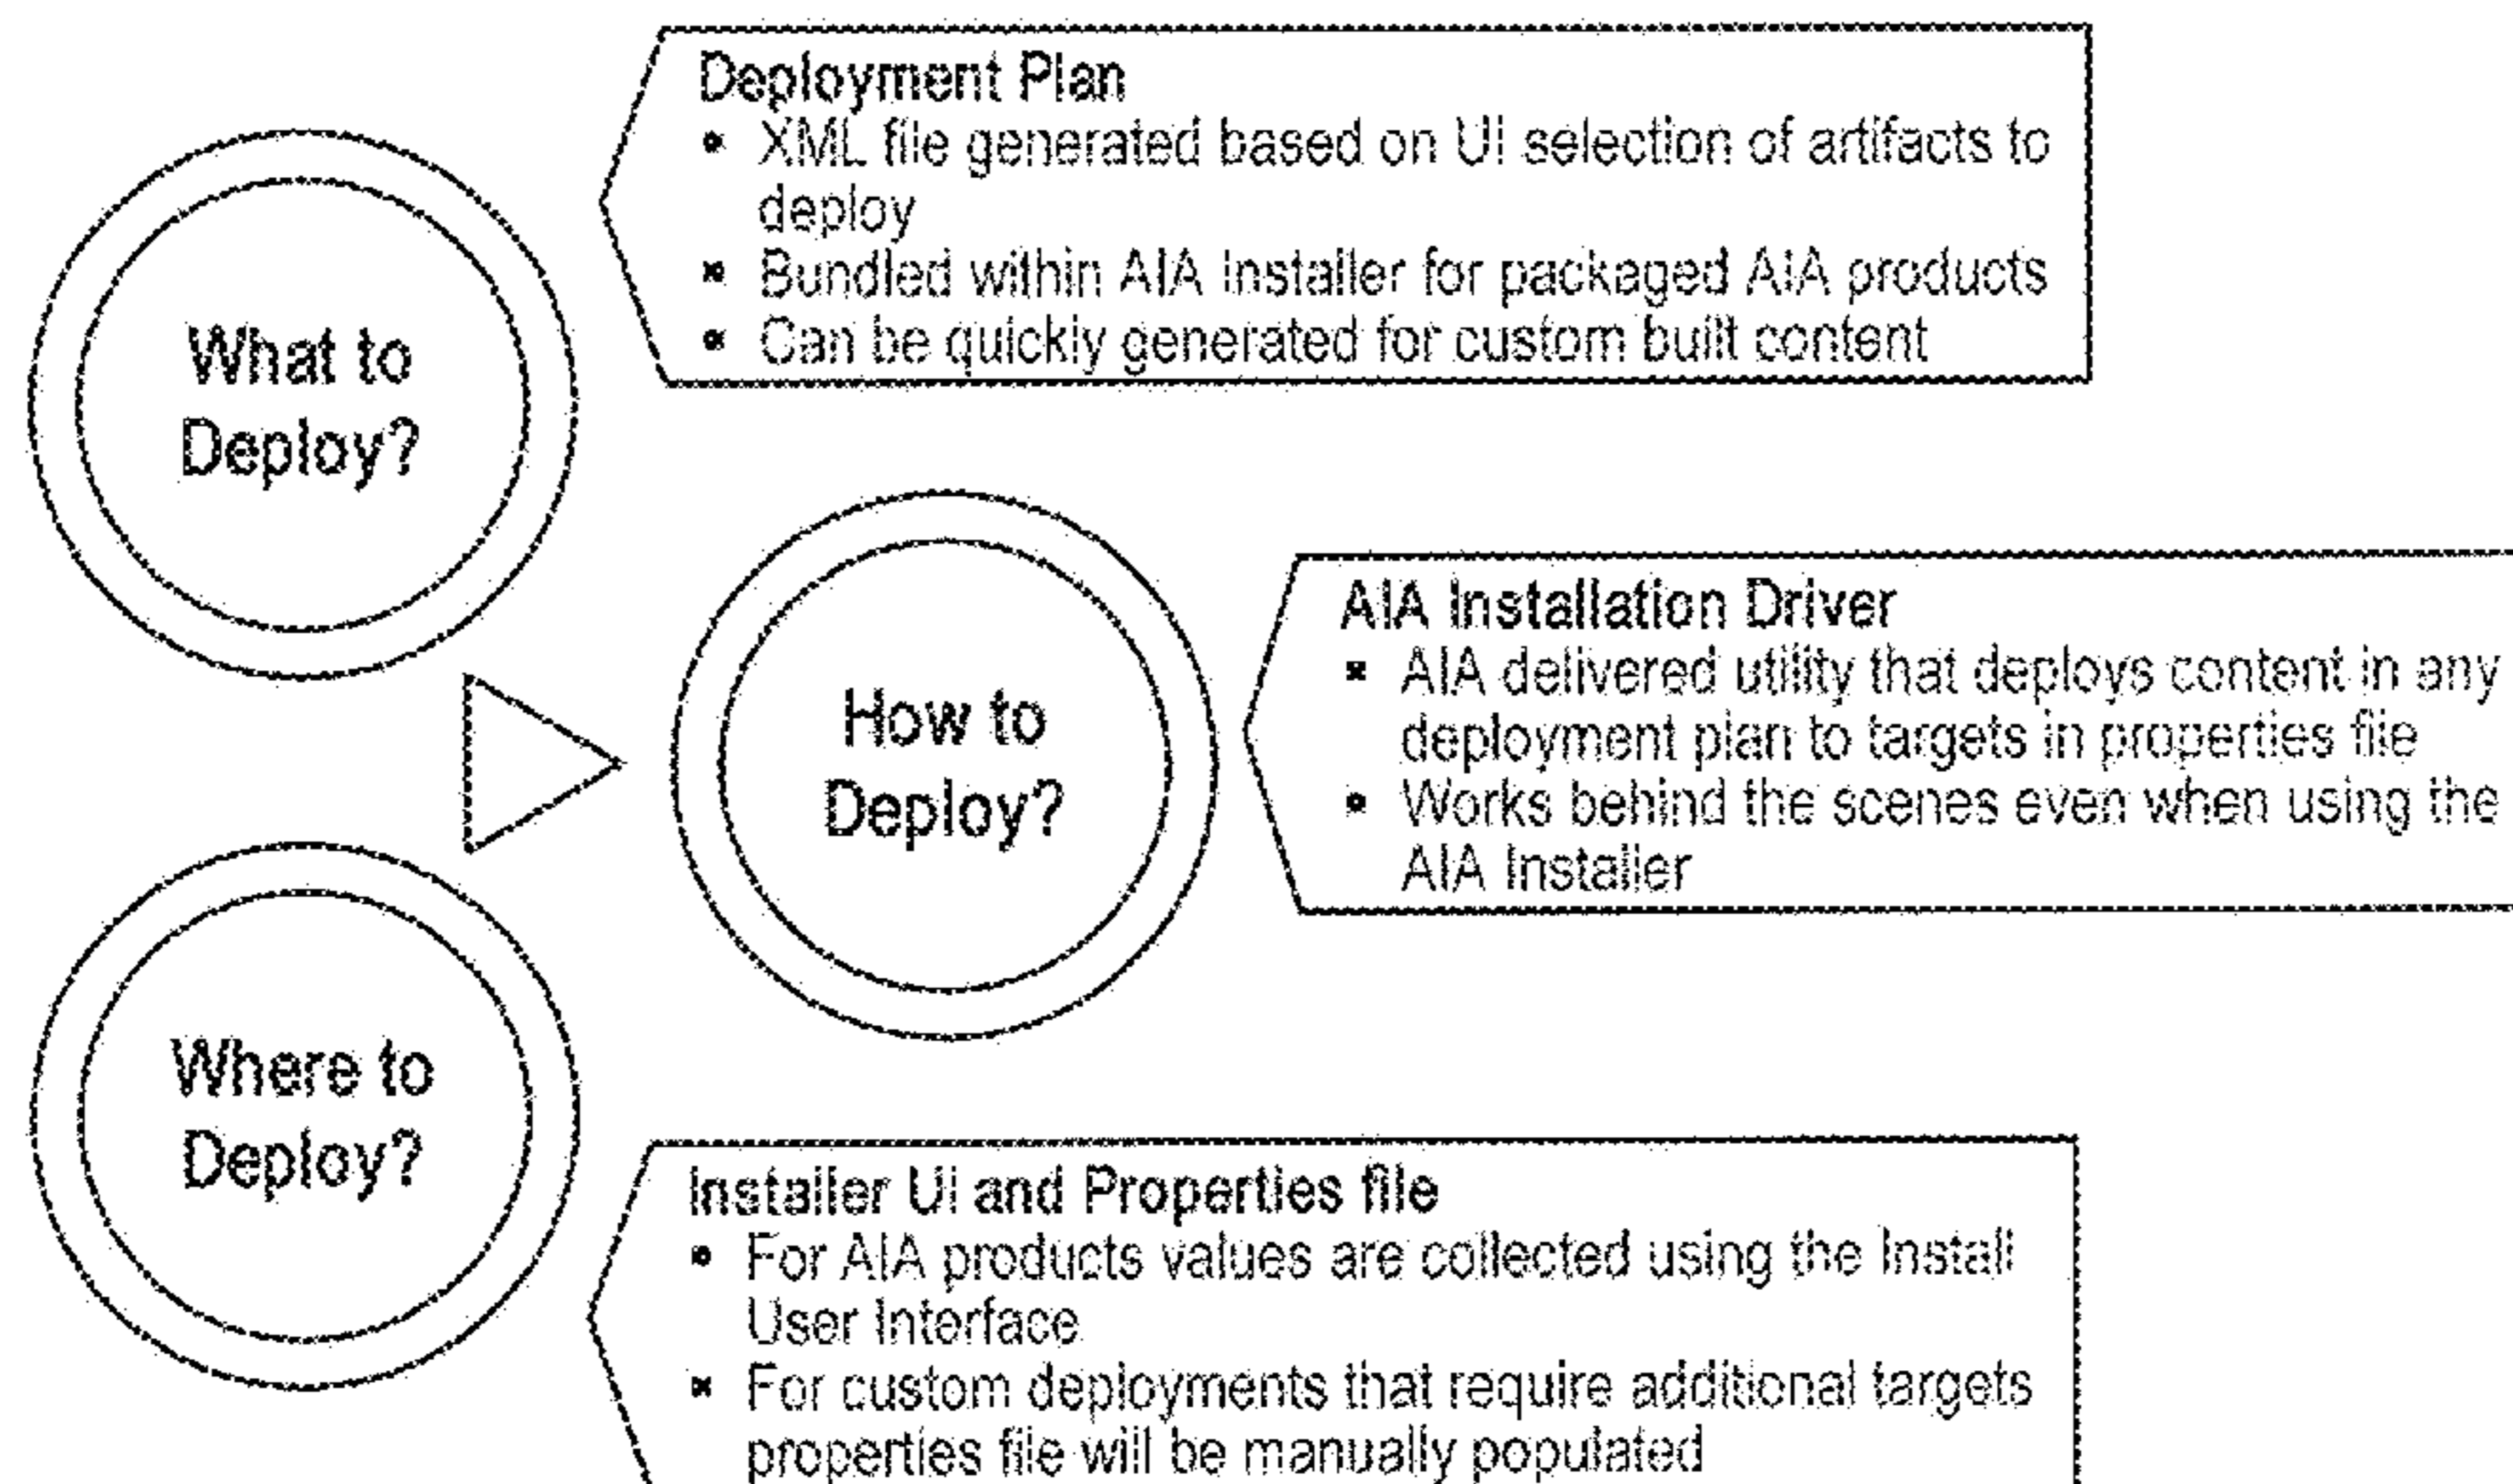 Deployment Plan
• XML file generated based on UI selection of artifacts to
deploy
• Bundled within AIA Installer for packaged AIA products
• Can be quickly generated for custom built content
What to
Deploy?
How to
Deploy?
AIA Installation Driver
• AIA delivered utility that deploys content in any
deployment plan to targets in properties file
• Works behind the scenes even when using the
AIA Installer
Where to
Deploy?
Installer UI and Properties file
• For AIA products values are collected using the Install
User Interface
• For custom deployments that require additional targets
properties file will be manually populated